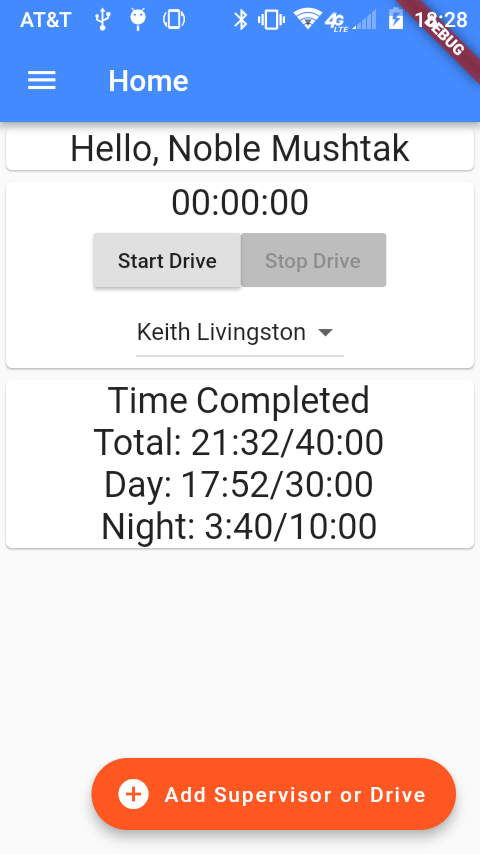 AT&T 4G LTE 18:28
DEBUG
Home
Hello, Noble Mushtak
00:00:00
Start Drive Stop Drive
Keith Livingston
Time Completed
Total: 21:32/40:00
Day: 17:52/30:00
Night: 3:40/10:00
Add Supervisor or Drive